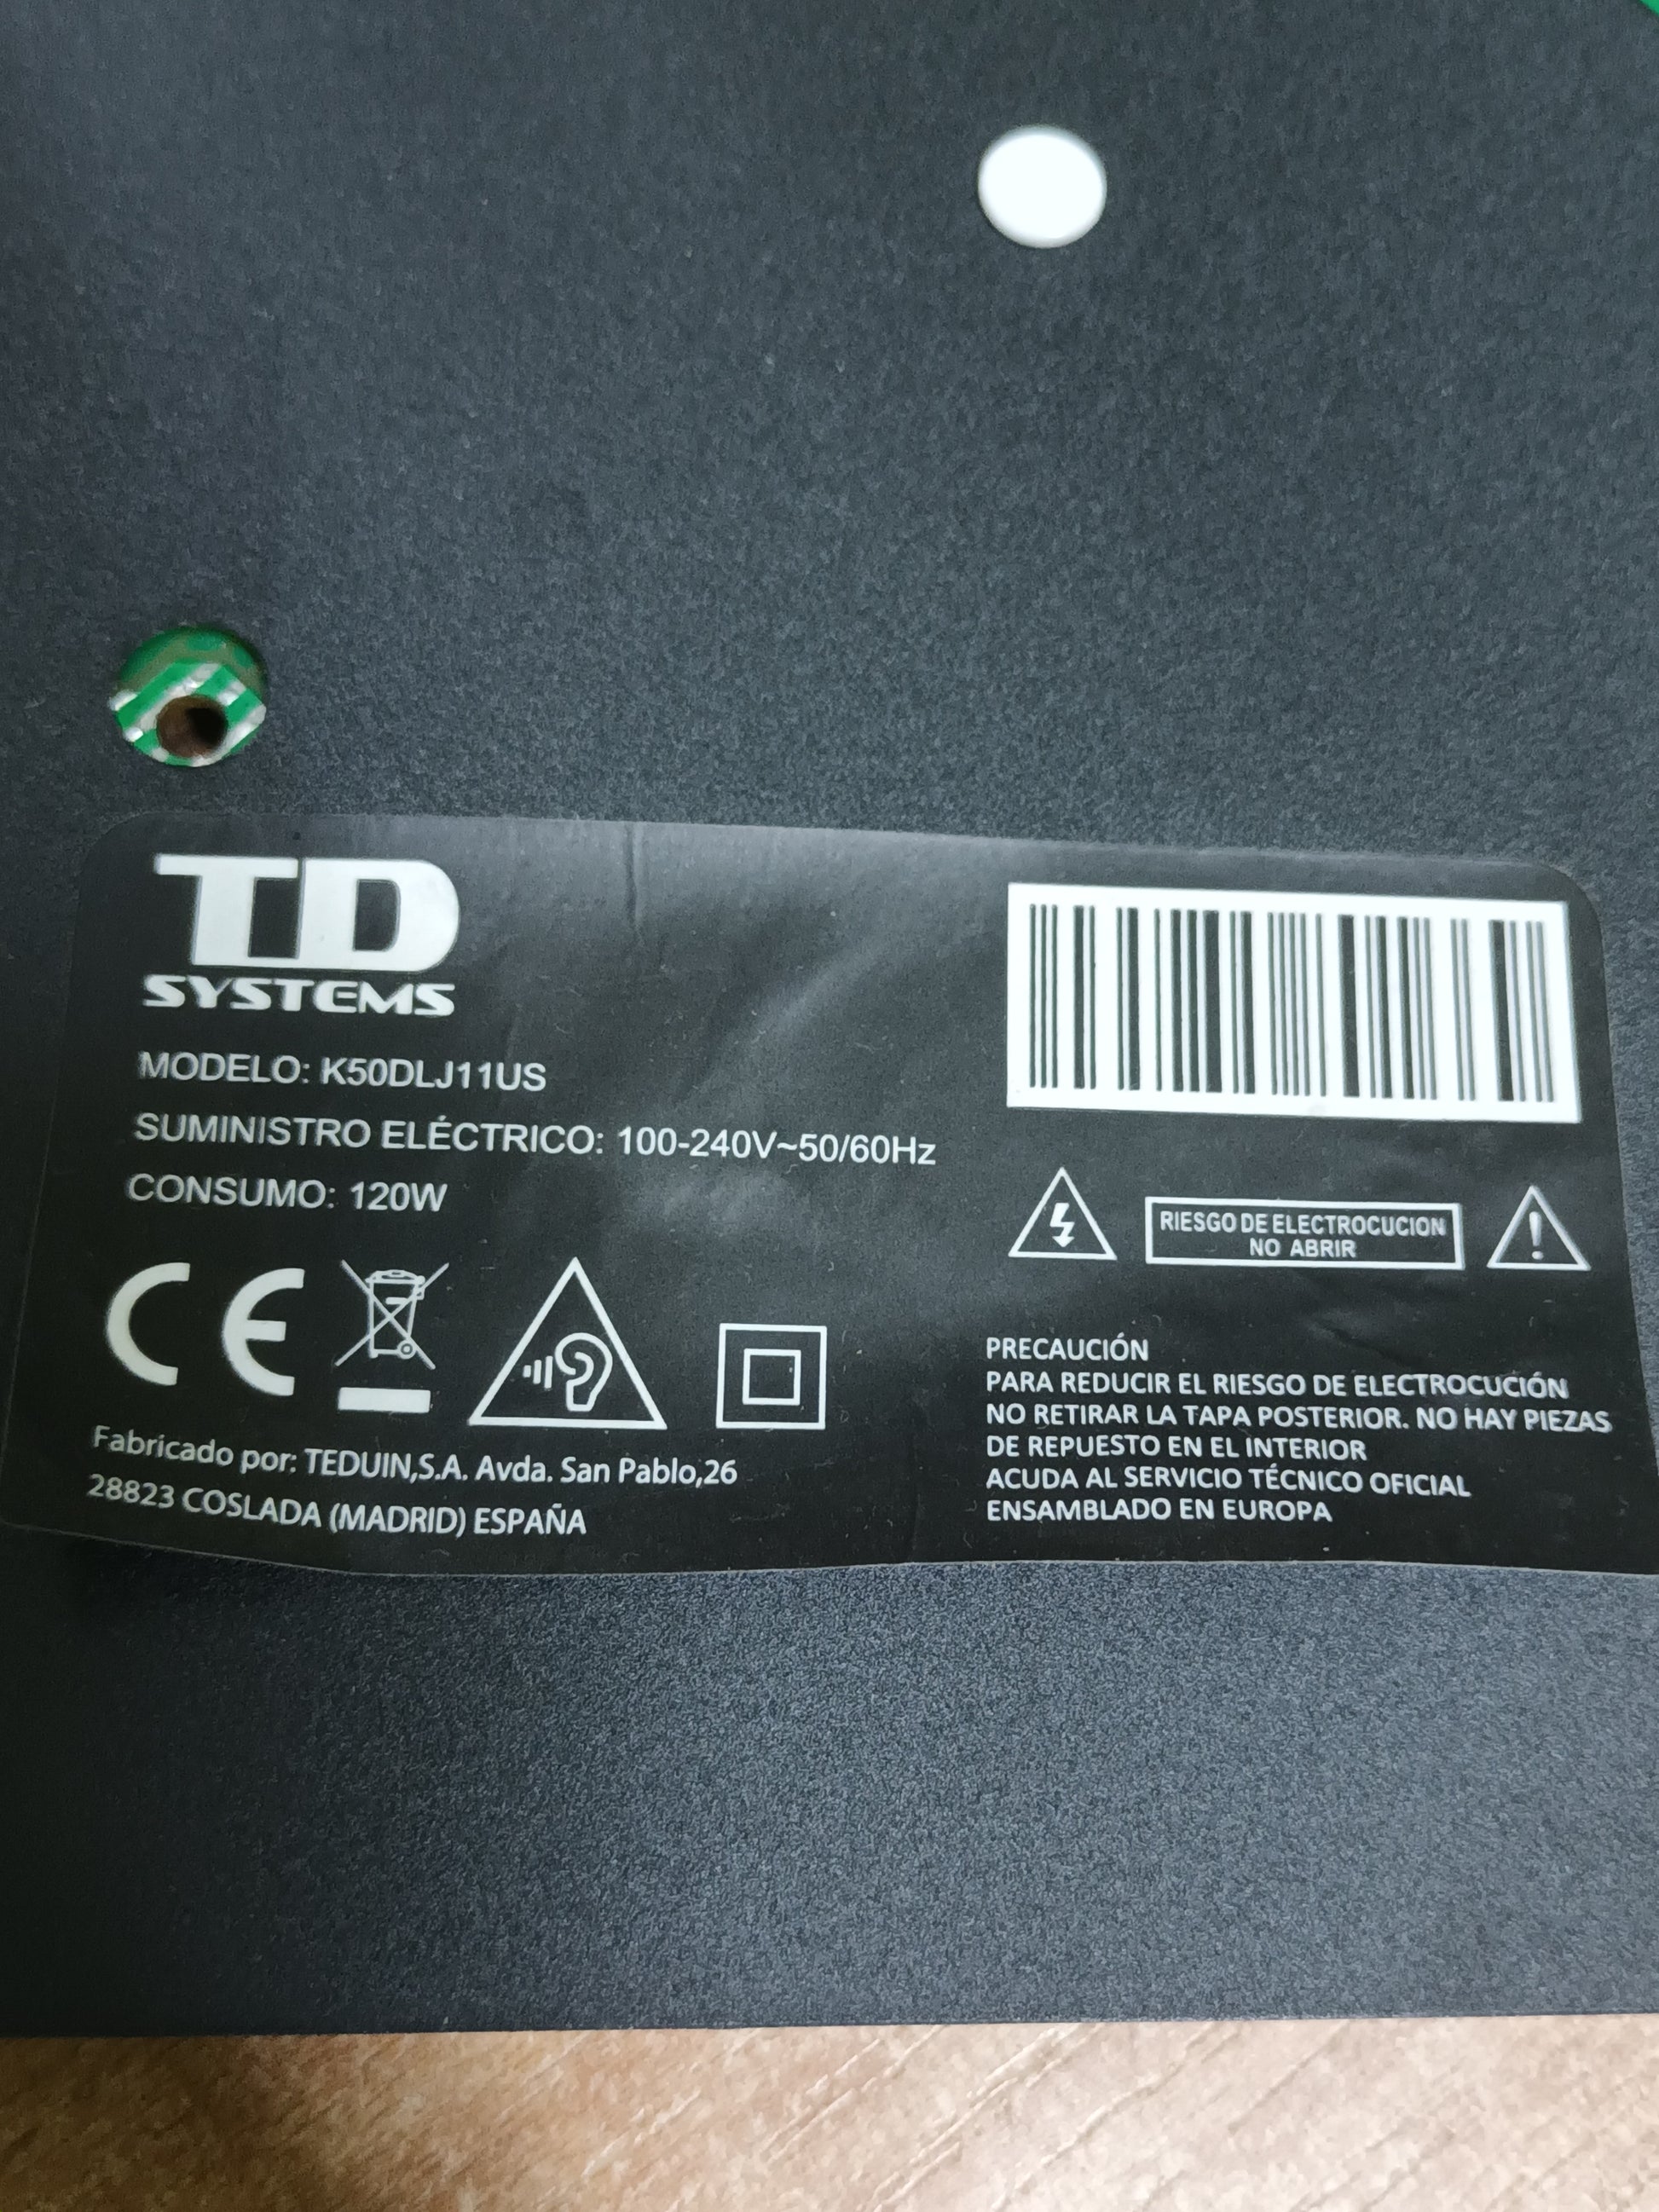 TD
SYSTEMS
MODELO: K50DLJ11US
SUMINISTRO ELÉCTRICO: 100-240V~50/60Hz
CONSUMO: 120W
CE
Fabricado por: TEDUIN,S.A. Avda. San Pablo,26
28823 COSLADA (MADRID) ESPAÑA
RIESGO DE ELECTROCUCION
NO ABRIR
PRECAUCIÓN
PARA REDUCIR EL RIESGO DE ELECTROCUCIÓN
NO RETIRAR LA TAPA POSTERIOR. NO HAY PIEZAS
DE REPUESTO EN EL INTERIOR
ACUDA AL SERVICIO TÉCNICO OFICIAL
ENSAMBLADO EN EUROPA